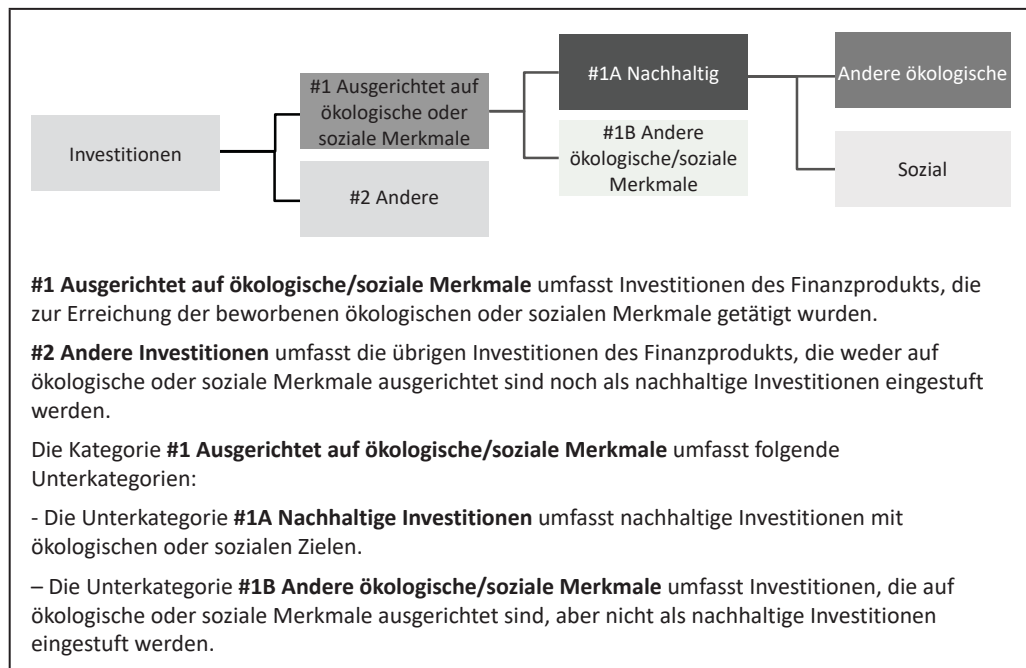 Investitionen
#1 Ausgerichtet auf
ökologische oder
soziale Merkmale
#2 Andere
#1A Nachhaltig
#1B Andere
ökologische/soziale
Merkmale
Andere ökologische
Sozial
#1 Ausgerichtet auf ökologische/soziale Merkmale umfasst Investitionen des Finanzprodukts, die
zur Erreichung der beworbenen ökologischen oder sozialen Merkmale getätigt wurden.
#2 Andere Investitionen umfasst die übrigen Investitionen des Finanzprodukts, die weder auf
ökologische oder soziale Merkmale ausgerichtet sind noch als nachhaltige Investitionen eingestuft
werden.
Die Kategorie #1 Ausgerichtet auf ökologische/soziale Merkmale umfasst folgende
Unterkategorien:
- Die Unterkategorie #1A Nachhaltige Investitionen umfasst nachhaltige Investitionen mit
ökologischen oder sozialen Zielen.
– Die Unterkategorie #1B Andere ökologische/soziale Merkmale umfasst Investitionen, die auf
ökologische oder soziale Merkmale ausgerichtet sind, aber nicht als nachhaltige Investitionen
eingestuft werden.